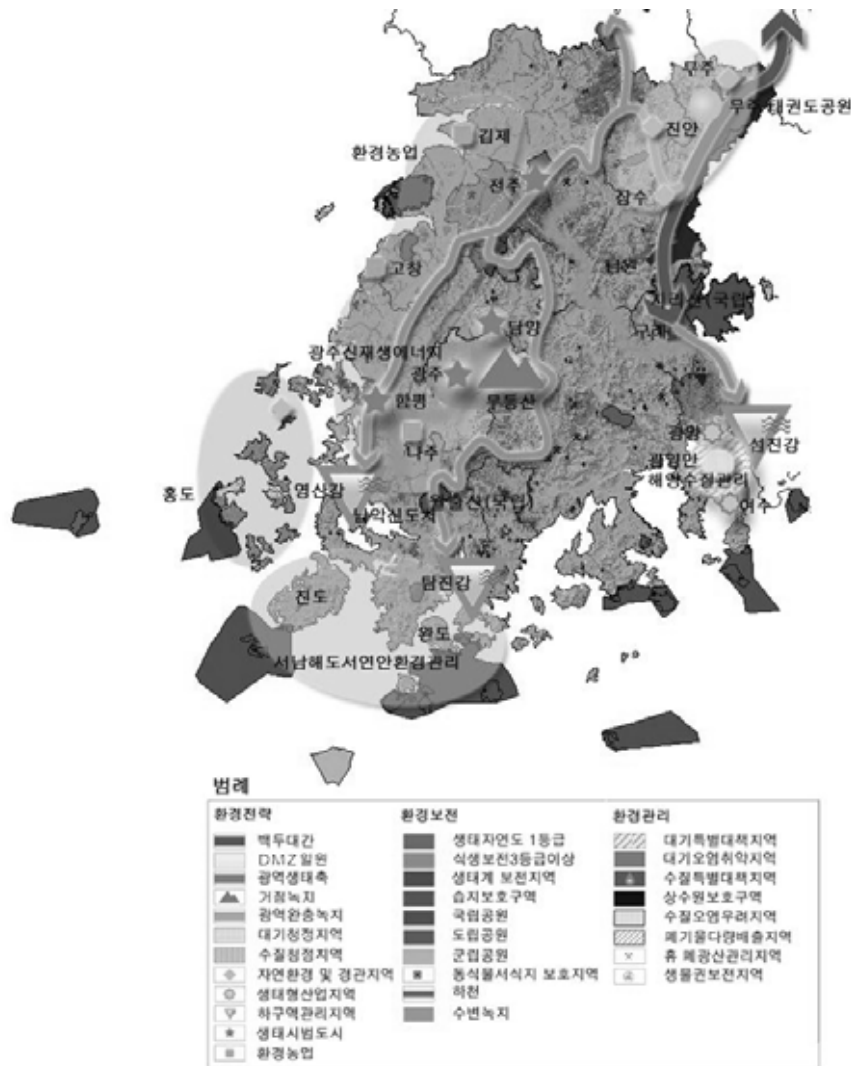 무주
무주 태권도공원
김제
진안
환경농업
전주
장수
고창
남원
지리산(국립)
구례
담양
광주신재생에너지
광주
함평
무등산
나주
광양
섬진강
광양만
해양수질관리
여수
홍도
영산강
남악신도시
월출산(국립)
탐진강
진도
완도
서남해도서연안환경관리
범례
환경전략
백두대간
DMZ일원
광역생태축
거점녹지
광역완충녹지
대기청정지역
수질청정지역
자연환경 및 경관지역
생태형산업지역
하구역관리지역
생태시범도시
환경농업
환경보전
생태자연도 1등급
식생보전3등급이상
생태계 보전지역
습지보호구역
국립공원
도립공원
군립공원
동식물서식지 보호지역
하천
수변녹지
환경관리
대기특별대책지역
대기오염취약지역
수질특별대책지역
상수원보호구역
수질오염우려지역
폐기물다량배출지역
휴 폐광산관리지역
생물권보전지역